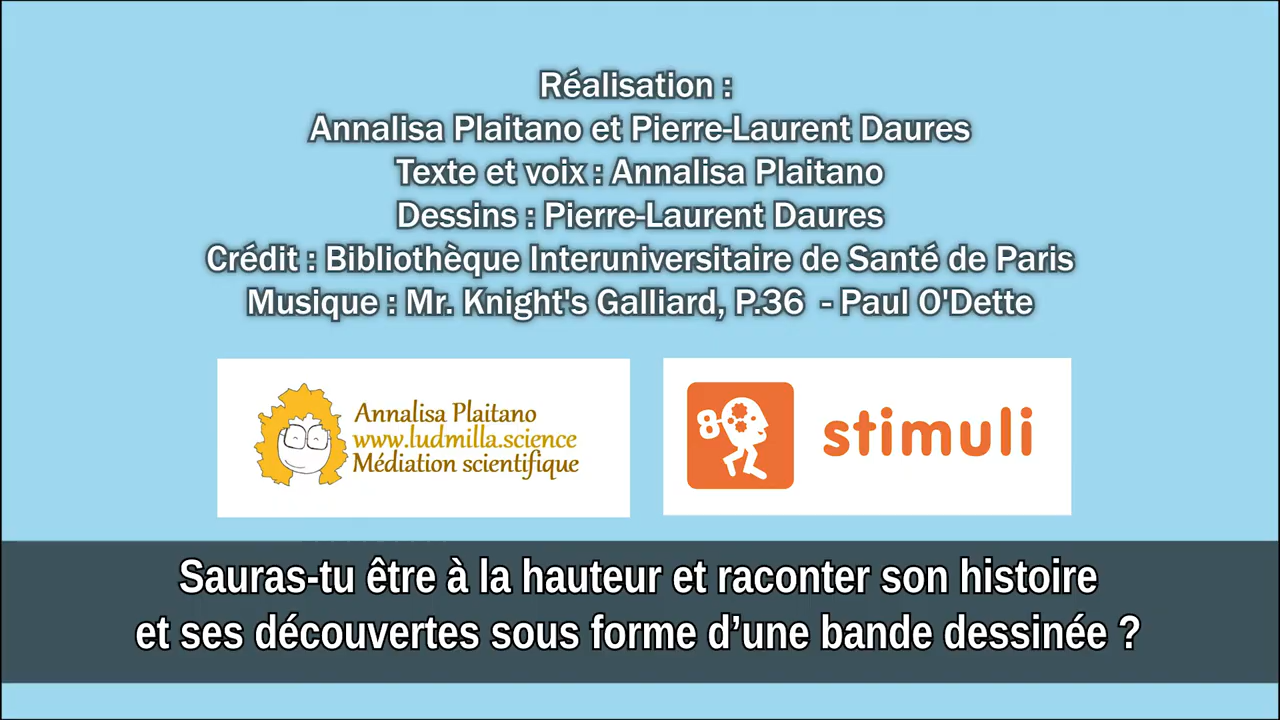 Réalisation :
Annalisa Plaitano et Pierre-Laurent Daures
Texte et voix : Annalisa Plaitano
Dessins : Pierre-Laurent Daures
Crédit : Bibliothèque Interuniversitaire de Santé de Paris
Musique : Mr. Knight's Galliard, P.36 - Paul O'Dette
Annalisa Plaitano
www.ludmilla.science
Médiation scientifique
stimuli
Sauras-tu être à la hauteur et raconter son histoire
et ses découvertes sous forme d’une bande dessinée ?